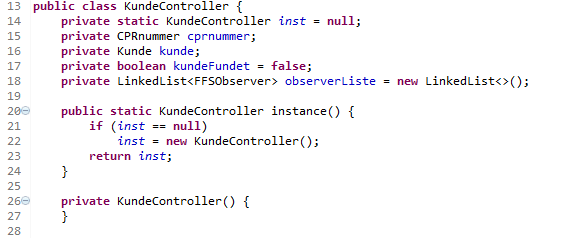 13 public class KundeController {
14     private static KundeController inst = null;
15     private CPRnummer cprnummer;
16     private Kunde kunde;
17     private boolean kundeFundet = false;
18     private LinkedList<FFSObserver> observerListe = new LinkedList<>();
19
20     public static KundeController instance() {
21         if (inst == null)
22             inst = new KundeController();
23         return inst;
24     }
25
26     private KundeController() {
27     }
28